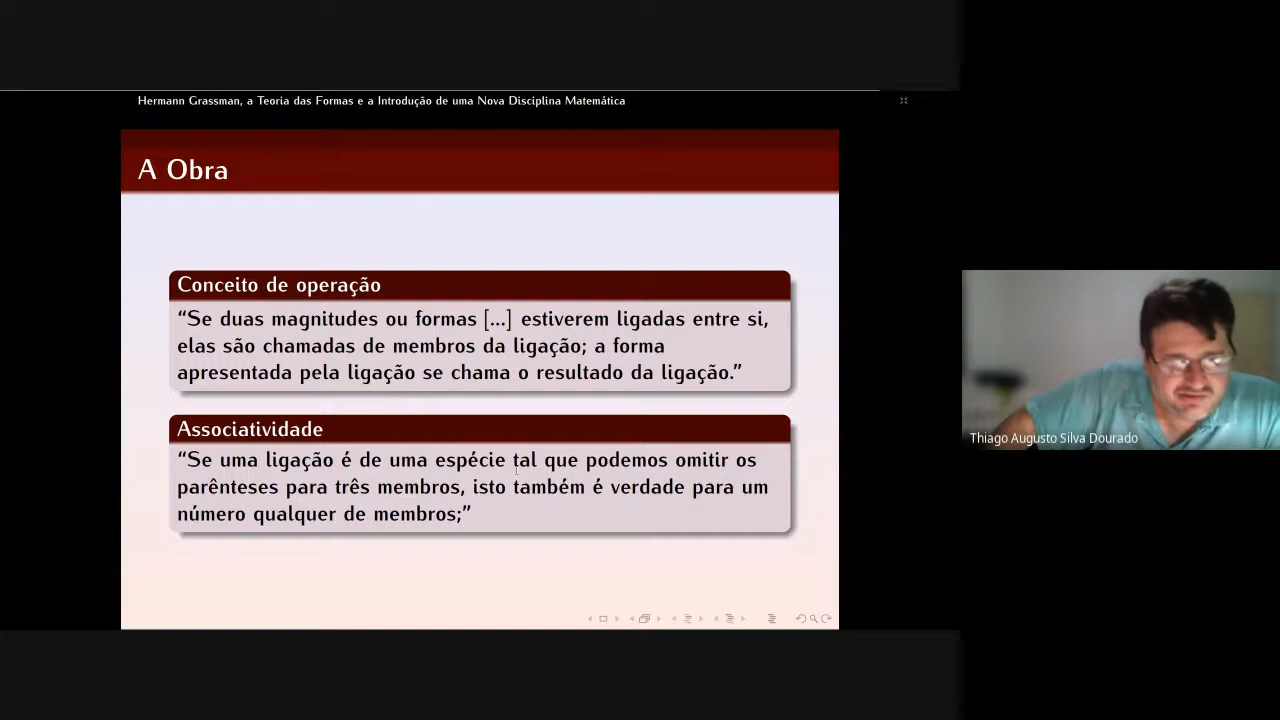 Hermann Grassman, a Teoria das Formas e a Introdução de uma Nova Disciplina Matemática
A Obra
Conceito de operação
“Se duas magnitudes ou formas [...] estiverem ligadas entre si,
elas são chamadas de membros da ligação; a forma
apresentada pela ligação se chama o resultado da ligação.”
Associatividade
“Se uma ligação é de uma espécie tal que podemos omitir os
parênteses para três membros, isto também é verdade para um
número qualquer de membros;”
Thiago Augusto Silva Dourado